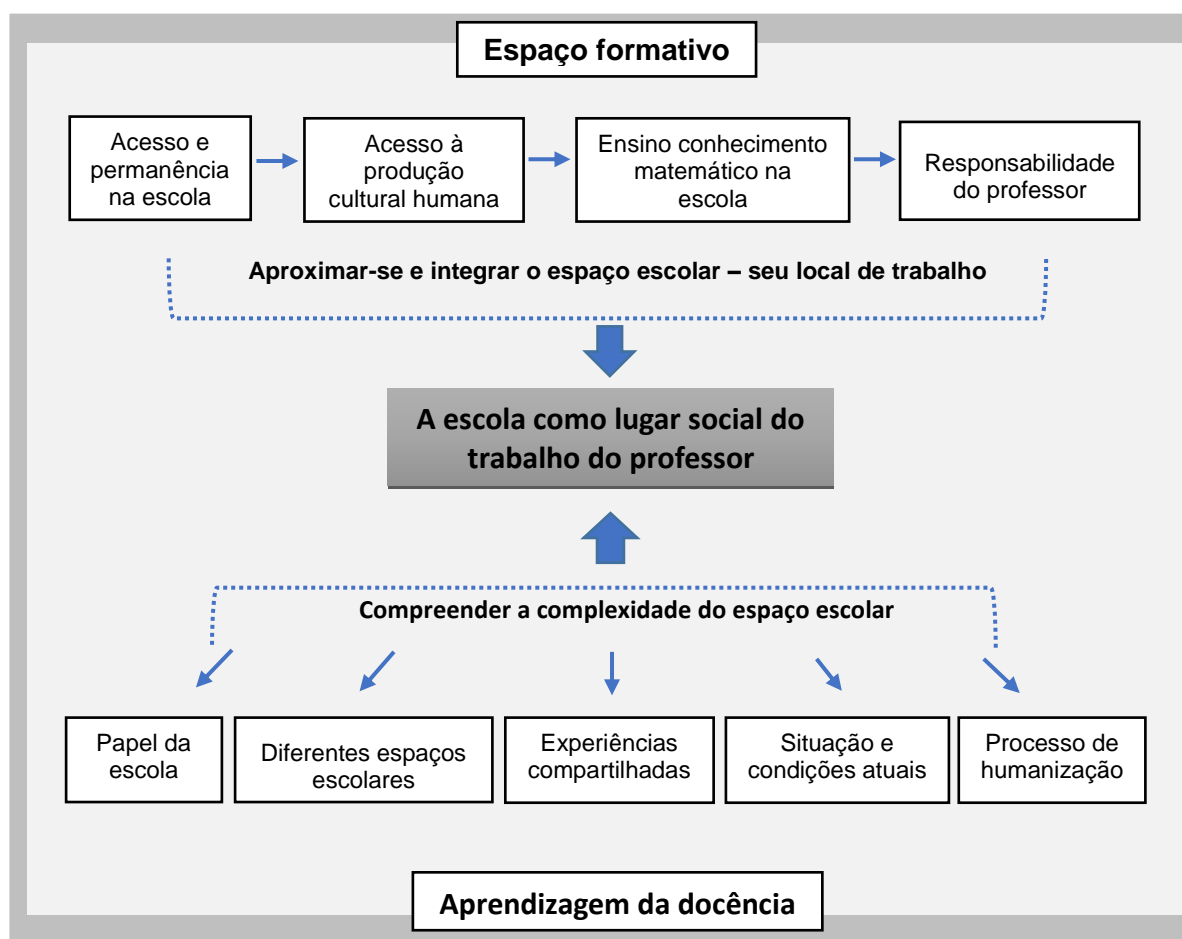 Espaço formativo
Acesso e
permanência
na escola
Acesso à
produção
cultural humana
Ensino conhecimento
matemático na
escola
Responsabilidade
do professor
Aproximar-se e integrar o espaço escolar – seu local de trabalho
A escola como lugar social do
trabalho do professor
Compreender a complexidade do espaço escolar
Papel da
escola
Diferentes espaços
escolares
Experiências
compartilhadas
Situação e
condições atuais
Processo de
humanização
Aprendizagem da docência